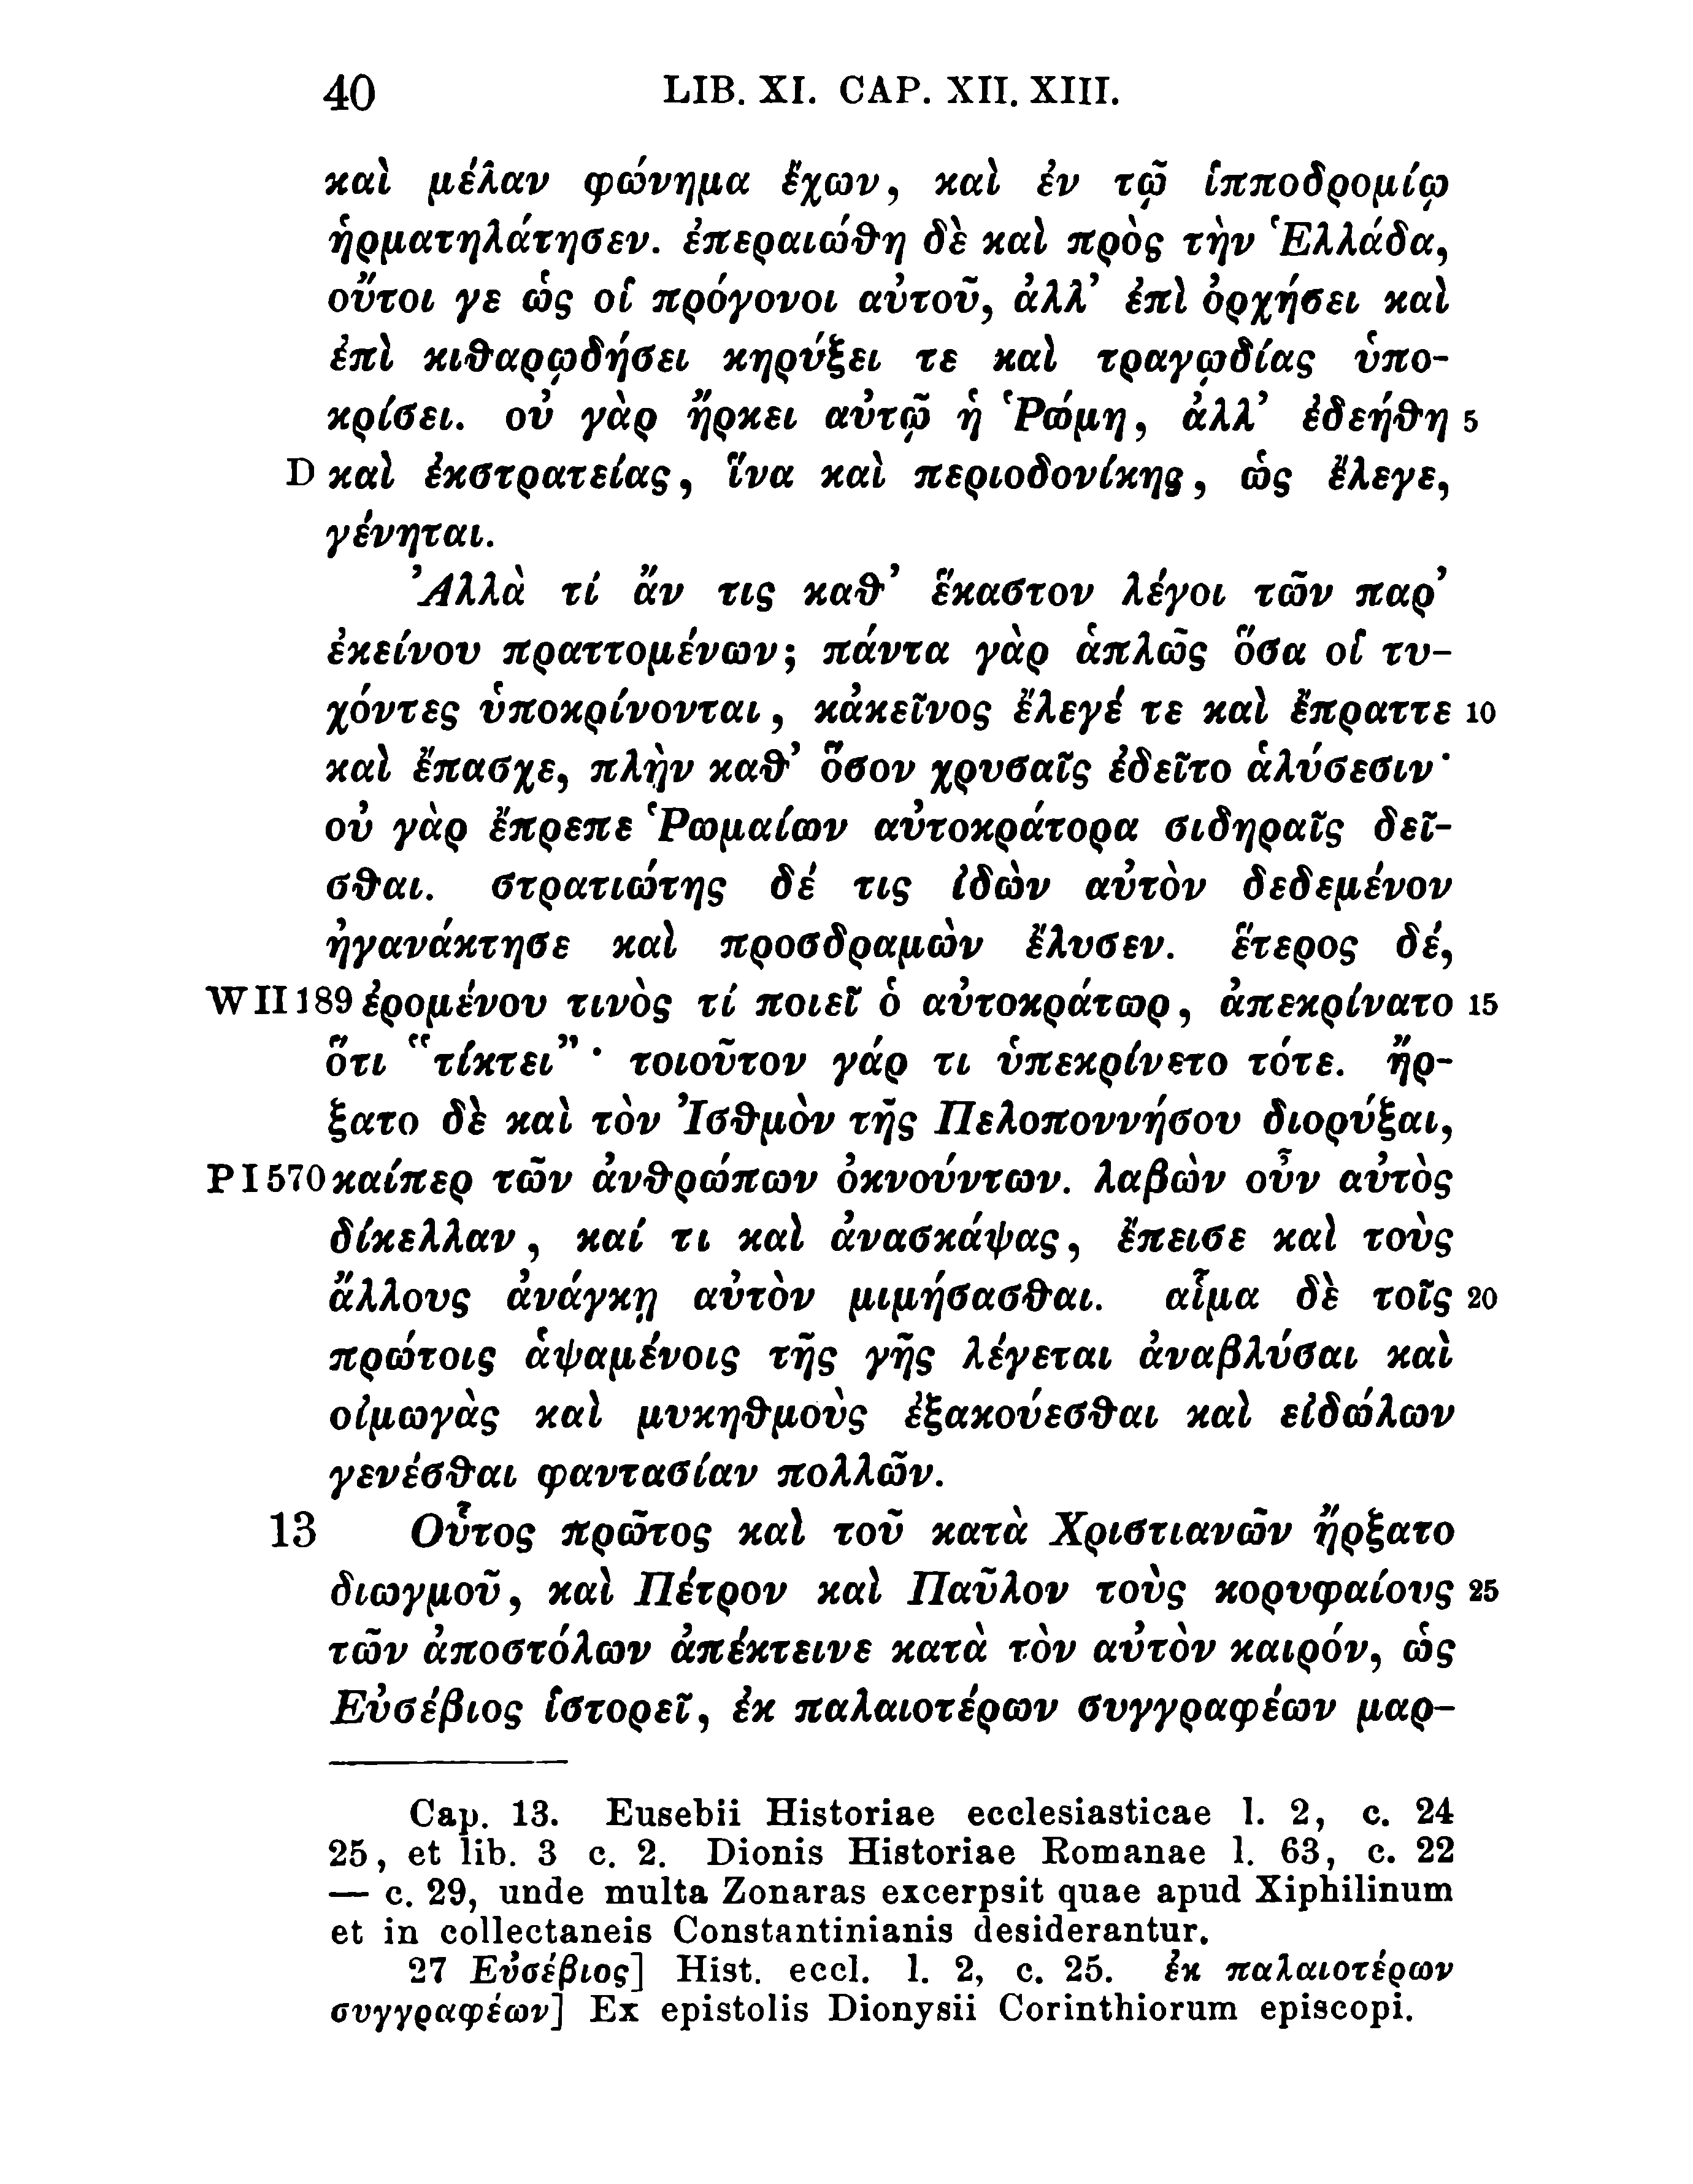 40 LIB. XI. CAP. XII. XIII.
καὶ μέλαν φώνημα ἔχων, καὶ ἐν τῷ ἱπποδρομίῳ
ἡρματηλάτησεν. ἐπεραιώθη δὲ καὶ πρὸς τὴν Ἑλλάδα,
οὔτοι γε ὡς οἱ πρόγονοι αὐτοῦ, ἀλλ’ ἐπὶ ὀρχήσει καὶ
ἐπὶ κιθαρῳδήσει κηρύξει τε καὶ τραγῳδίας ὑπο-
κρίσει. οὐ γὰρ ἤρκει αὐτῷ ἡ Ῥώμη, ἀλλ’ ἐδεήθη 5
D καὶ ἐκστρατείας, ἵνα καὶ περιοδονίκης, ὡς ἔλεγε,
γένηται.
Ἀλλὰ τί ἄν τις καθ’ ἕκαστον λέγοι τῶν παρ’
ἐκείνου πραττομένων; πάντα γὰρ ἁπλῶς ὅσα οἱ τυ-
χόντες ὑποκρίνονται, κἀκεῖνος ἔλεγέ τε καὶ ἔπραττε 10
καὶ ἔπασχε, πλὴν καθ’ ὅσον χρυσαῖς ἐδεῖτο ἁλύσεσιν·
οὐ γὰρ ἔπρεπε Ῥωμαίων αὐτοκράτορα σιδηραῖς δεῖ-
σθαι. στρατιώτης δέ τις ἰδὼν αὐτὸν δεδεμένον
ἠγανάκτησε καὶ προσδραμὼν ἔλυσεν. ἕτερος δέ,
W II 189 ἐρομένου τινὸς τί ποιεῖ ὁ αὐτοκράτωρ, ἀπεκρίνατο 15
ὅτι “τίκτει”· τοιοῦτον γάρ τι ὑπεκρίνετο τότε. ἤρ-
ξατο δὲ καὶ τὸν Ἰσθμὸν τῆς Πελοποννήσου διορύξαι,
P I 570 καίπερ τῶν ἀνθρώπων ὀκνούντων. λαβὼν οὖν αὐτὸς
δίκελλαν, καί τι καὶ ἀνασκάψας, ἔπεισε καὶ τοὺς
ἄλλους ἀνάγκῃ αὐτὸν μιμήσασθαι. αἷμα δὲ τοῖς 20
πρώτοις ἁψαμένοις τῆς γῆς λέγεται ἀναβλύσαι καὶ
οἰμωγὰς καὶ μυκηθμοὺς ἐξακούεσθαι καὶ εἰδώλων
γενέσθαι φαντασίαν πολλῶν.
13 Οὗτος πρῶτος καὶ τοῦ κατὰ Χριστιανῶν ἤρξατο
διωγμοῦ, καὶ Πέτρον καὶ Παῦλον τοὺς κορυφαίους 25
τῶν ἀποστόλων ἀπέκτεινε κατὰ τὸν αὐτὸν καιρόν, ὡς
Εὐσέβιος ἱστορεῖ, ἐκ παλαιοτέρων συγγραφέων μαρ-
Cap. 13. Eusebii Historiae ecclesiasticae l. 2, c. 24
25, et lib. 3 c. 2. Dionis Historiae Romanae l. 63, c. 22
— c. 29, unde multa Zonaras excerpsit quae apud Xiphilinum
et in collectaneis Constantinianis desiderantur.
27 Εὐσέβιος] Hist. eccl. l. 2, c. 25. ἐκ παλαιοτέρων
συγγραφέων] Ex epistolis Dionysii Corinthiorum episcopi.